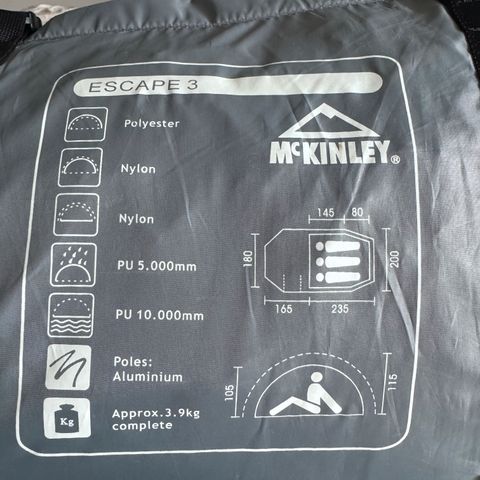 ESCAPE 3
Polyester
McKINLEY®
Nylon
Nylon
PU 5.000mm
PU 10.000mm
Poles:
Aluminium
Kg
Approx.3.9kg
complete
145 80
180
200
165 235
105
115